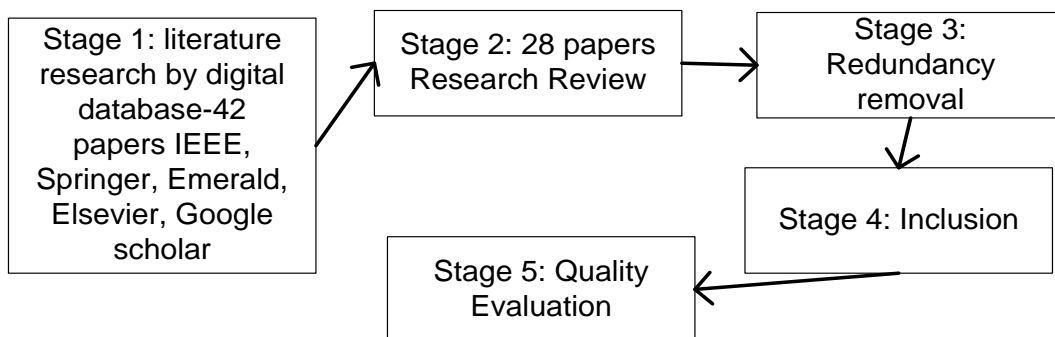 Stage 1: literature
research by digital
database-42
papers IEEE,
Springer, Emerald,
Elsevier, Google
scholar
Stage 2: 28 papers
Research Review
Stage 3:
Redundancy
removal
Stage 4: Inclusion
Stage 5: Quality
Evaluation